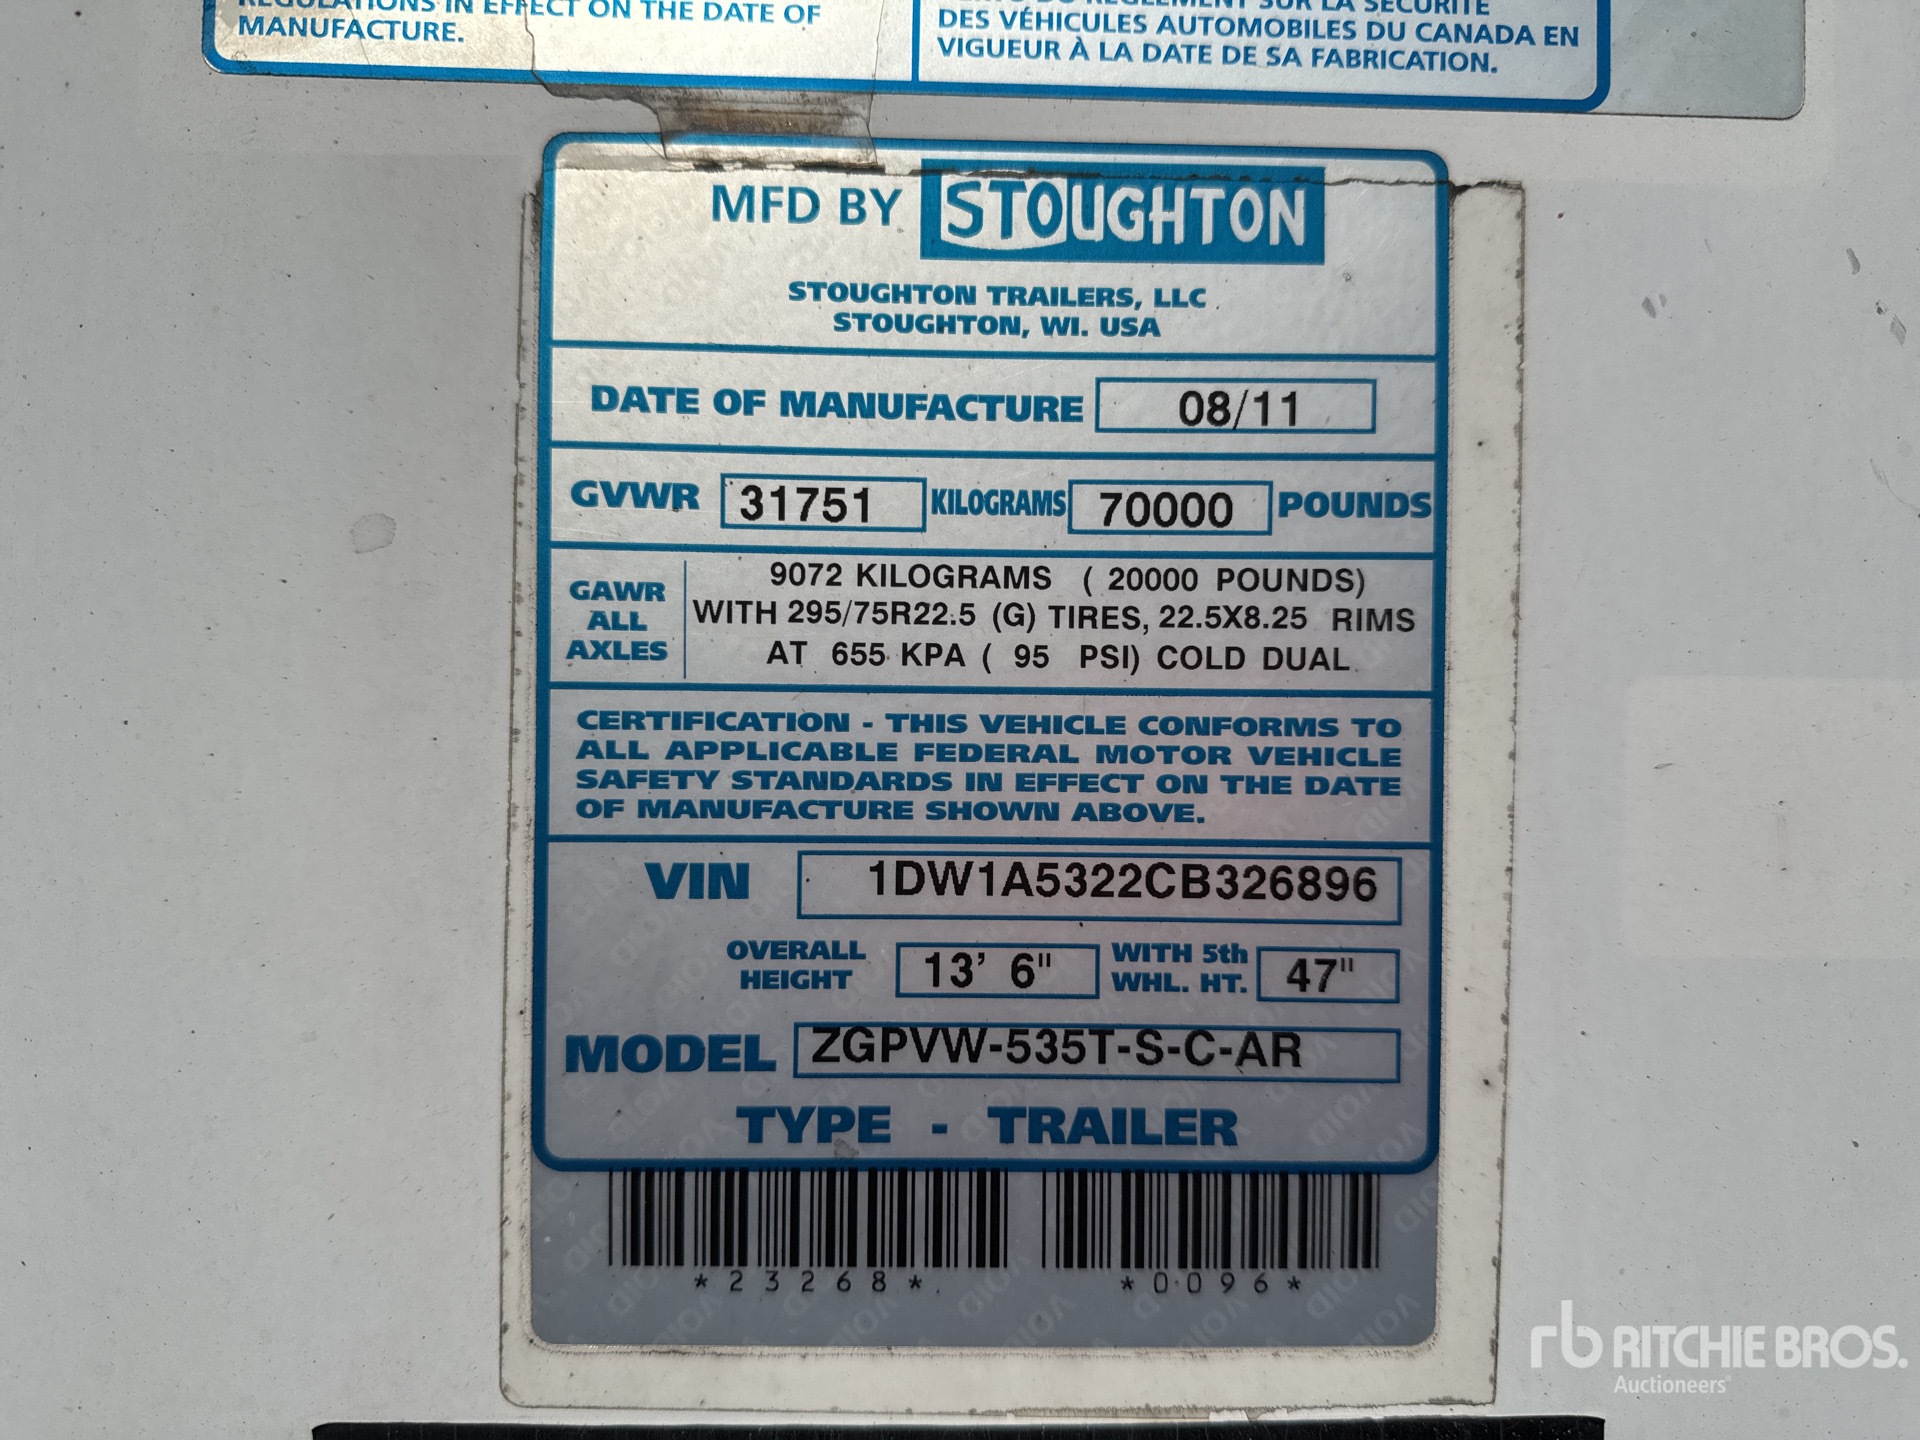 REGULATIONS IN EFFECT ON THE DATE OF
MANUFACTURE.
DES VÉHICULES AUTOMOBILES DU CANADA EN
VIGUEUR À LA DATE DE SA FABRICATION.
MFD BY STOUGHTON
STOUGHTON TRAILERS, LLC
STOUGHTON, WI. USA
DATE OF MANUFACTURE 08/11
GVWR 31751 KILOGRAMS 70000 POUNDS
GAWR ALL AXLES
9072 KILOGRAMS ( 20000 POUNDS)
WITH 295/75R22.5 (G) TIRES, 22.5X8.25 RIMS
AT 655 KPA ( 95 PSI) COLD DUAL
CERTIFICATION - THIS VEHICLE CONFORMS TO
ALL APPLICABLE FEDERAL MOTOR VEHICLE
SAFETY STANDARDS IN EFFECT ON THE DATE
OF MANUFACTURE SHOWN ABOVE.
VIN 1DW1A5322CB326896
OVERALL HEIGHT 13' 6" WITH 5th WHL. HT. 47"
MODEL ZGPVW-535T-S-C-AR
TYPE - TRAILER
*23268* *0096*
rb RITCHIE BROS.
Auctioneers